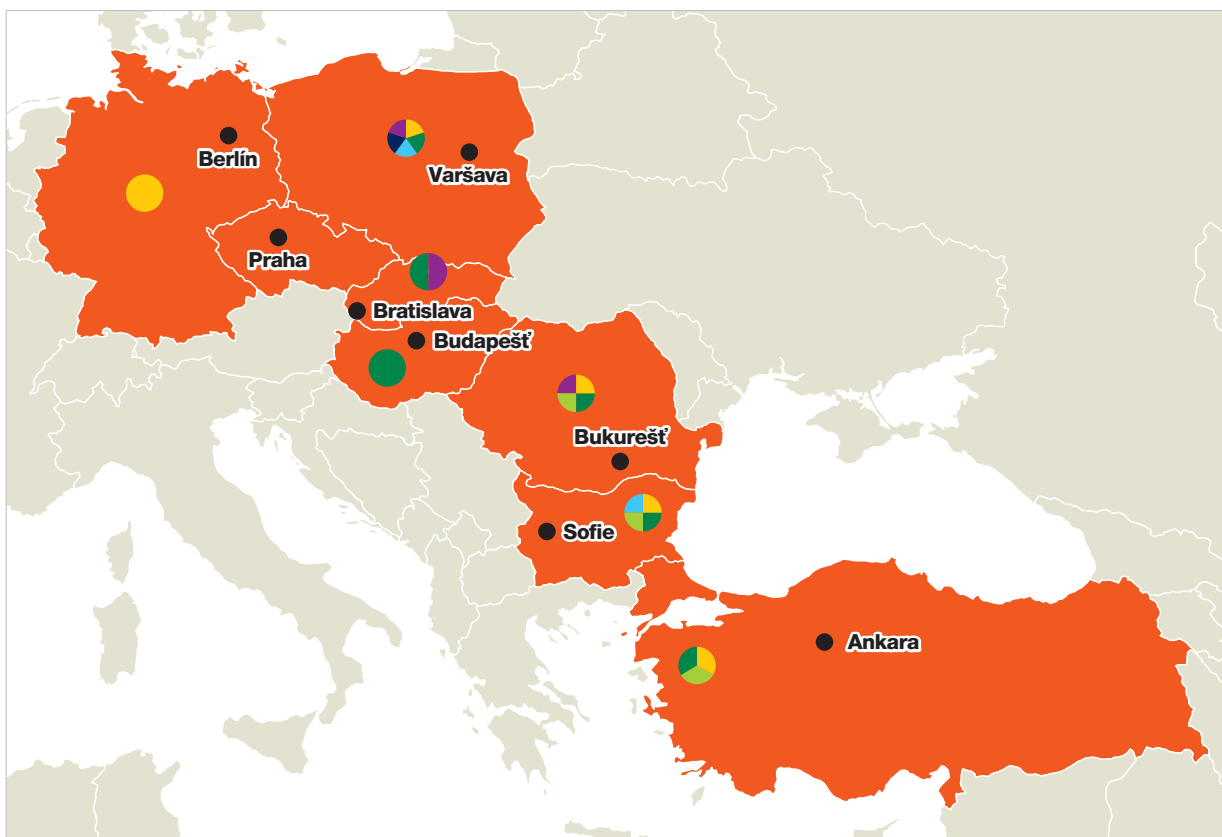 Berlín
Varšava
Praha
Bratislava
Budapešť
Bukurešť
Sofie
Ankara